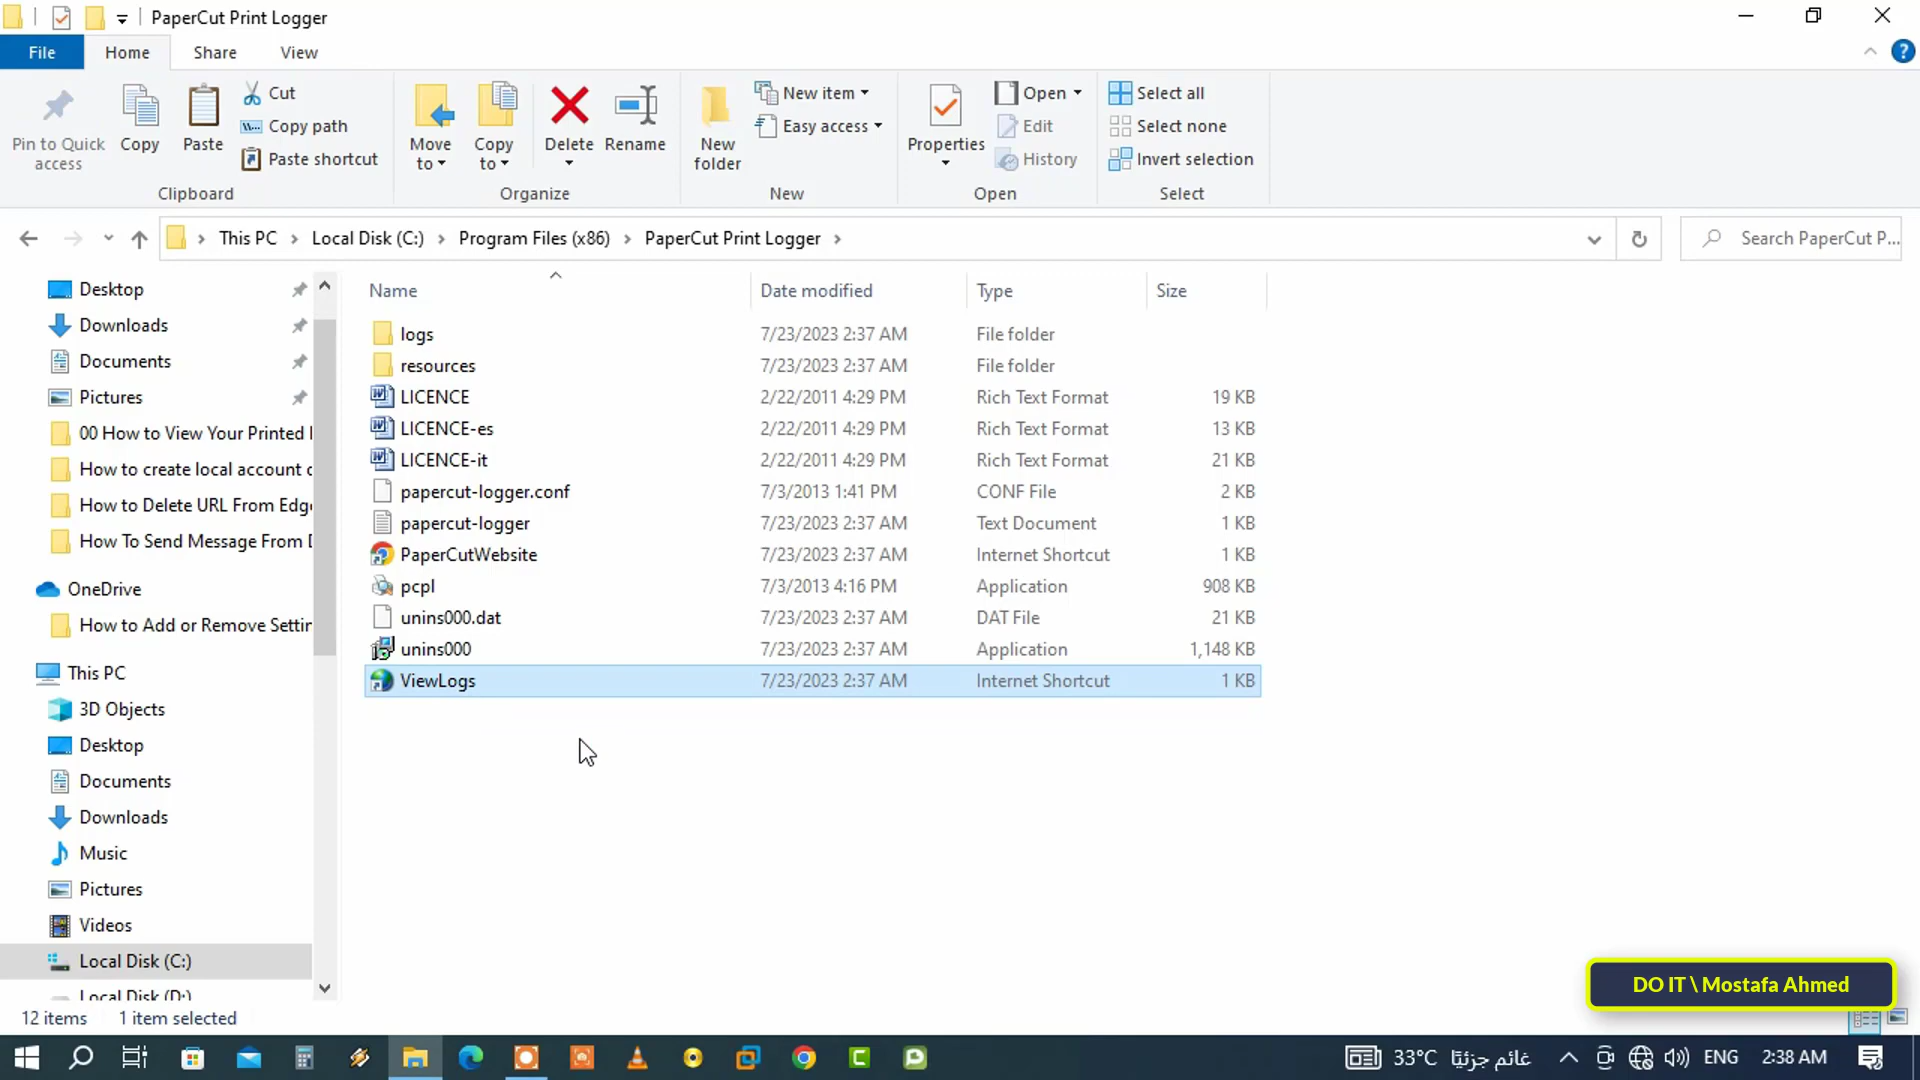 PaperCut Print Logger
File
Home
Share
View
Pin to Quick
access
Copy
Paste
Cut
Copy path
Paste shortcut
Clipboard
Move
to
Copy
to
Delete
Rename
Organize
New
folder
New item
Easy access
New
Properties
Open
Edit
History
Open
Select all
Select none
Invert selection
Select
This PC
Local Disk (C:)
Program Files (x86)
PaperCut Print Logger
Search PaperCut P...
Desktop
Downloads
Documents
Pictures
00 How to View Your Printed
How to create local account
How to Delete URL From Edge
How To Send Message From
OneDrive
How to Add or Remove
This PC
3D Objects
Desktop
Documents
Downloads
Music
Pictures
Videos
Local Disk (C:)
Local Disk (D:)
Name Date modified Type Size
logs 7/23/2023 2:37 AM File folder
resources 7/23/2023 2:37 AM File folder
LICENCE 2/22/2011 4:29 PM Rich Text Format 19 KB
LICENCE-es 2/22/2011 4:29 PM Rich Text Format 13 KB
LICENCE-it 2/22/2011 4:29 PM Rich Text Format 21 KB
papercut-logger.conf 7/3/2013 1:41 PM CONF File 2 KB
papercut-logger 7/23/2023 2:37 AM Text Document 1 KB
PaperCutWebsite 7/23/2023 2:37 AM Internet Shortcut 1 KB
pcpl 7/3/2013 4:16 PM Application 908 KB
unins000.dat 7/23/2023 2:37 AM DAT File 21 KB
unins000 7/23/2023 2:37 AM Application 1,148 KB
ViewLogs 7/23/2023 2:37 AM Internet Shortcut 1 KB
DO IT \ Mostafa Ahmed
12 items 1 item selected
33°C غائم جزئيًا ENG 2:38 AM